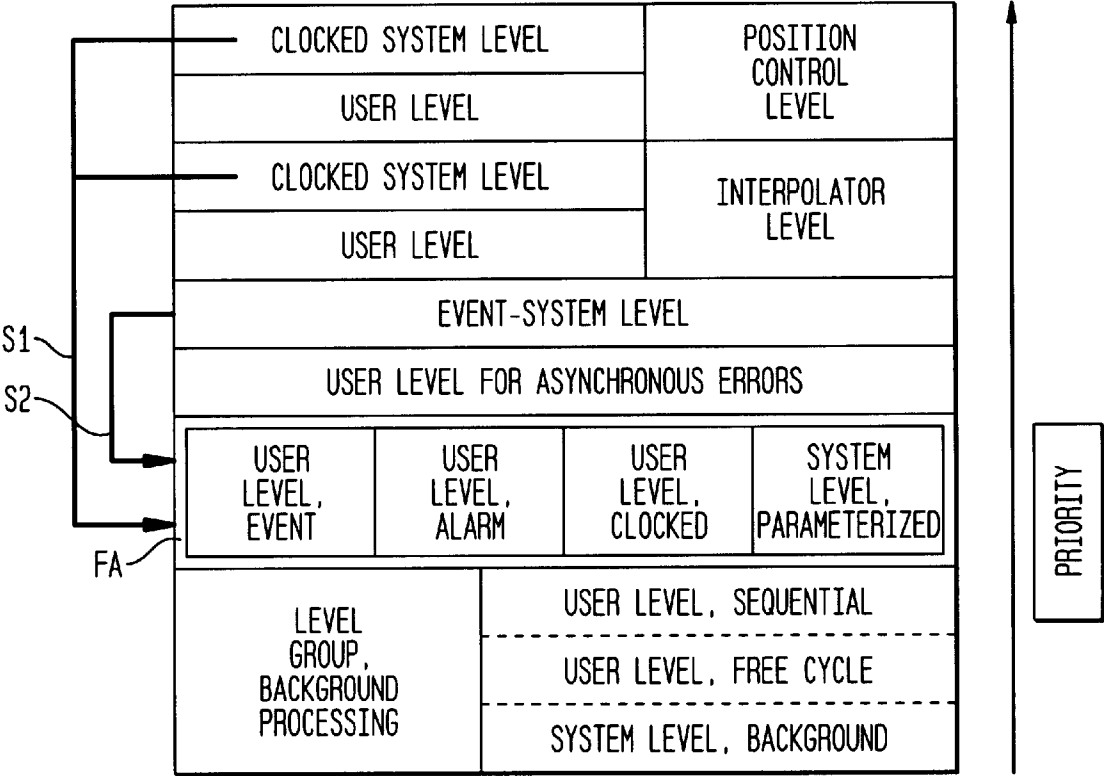 CLOCKED SYSTEM LEVEL
POSITION
CONTROL
LEVEL
USER LEVEL
CLOCKED SYSTEM LEVEL
INTERPOLATOR
LEVEL
USER LEVEL
EVENT-SYSTEM LEVEL
S1
USER LEVEL FOR ASYNCHRONOUS ERRORS
S2
USER
LEVEL,
EVENT
USER
LEVEL,
ALARM
USER
LEVEL,
CLOCKED
SYSTEM
LEVEL,
PARAMETERIZED
FA
PRIORITY
LEVEL
GROUP,
BACKGROUND
PROCESSING
USER LEVEL, SEQUENTIAL
USER LEVEL, FREE CYCLE
SYSTEM LEVEL, BACKGROUND